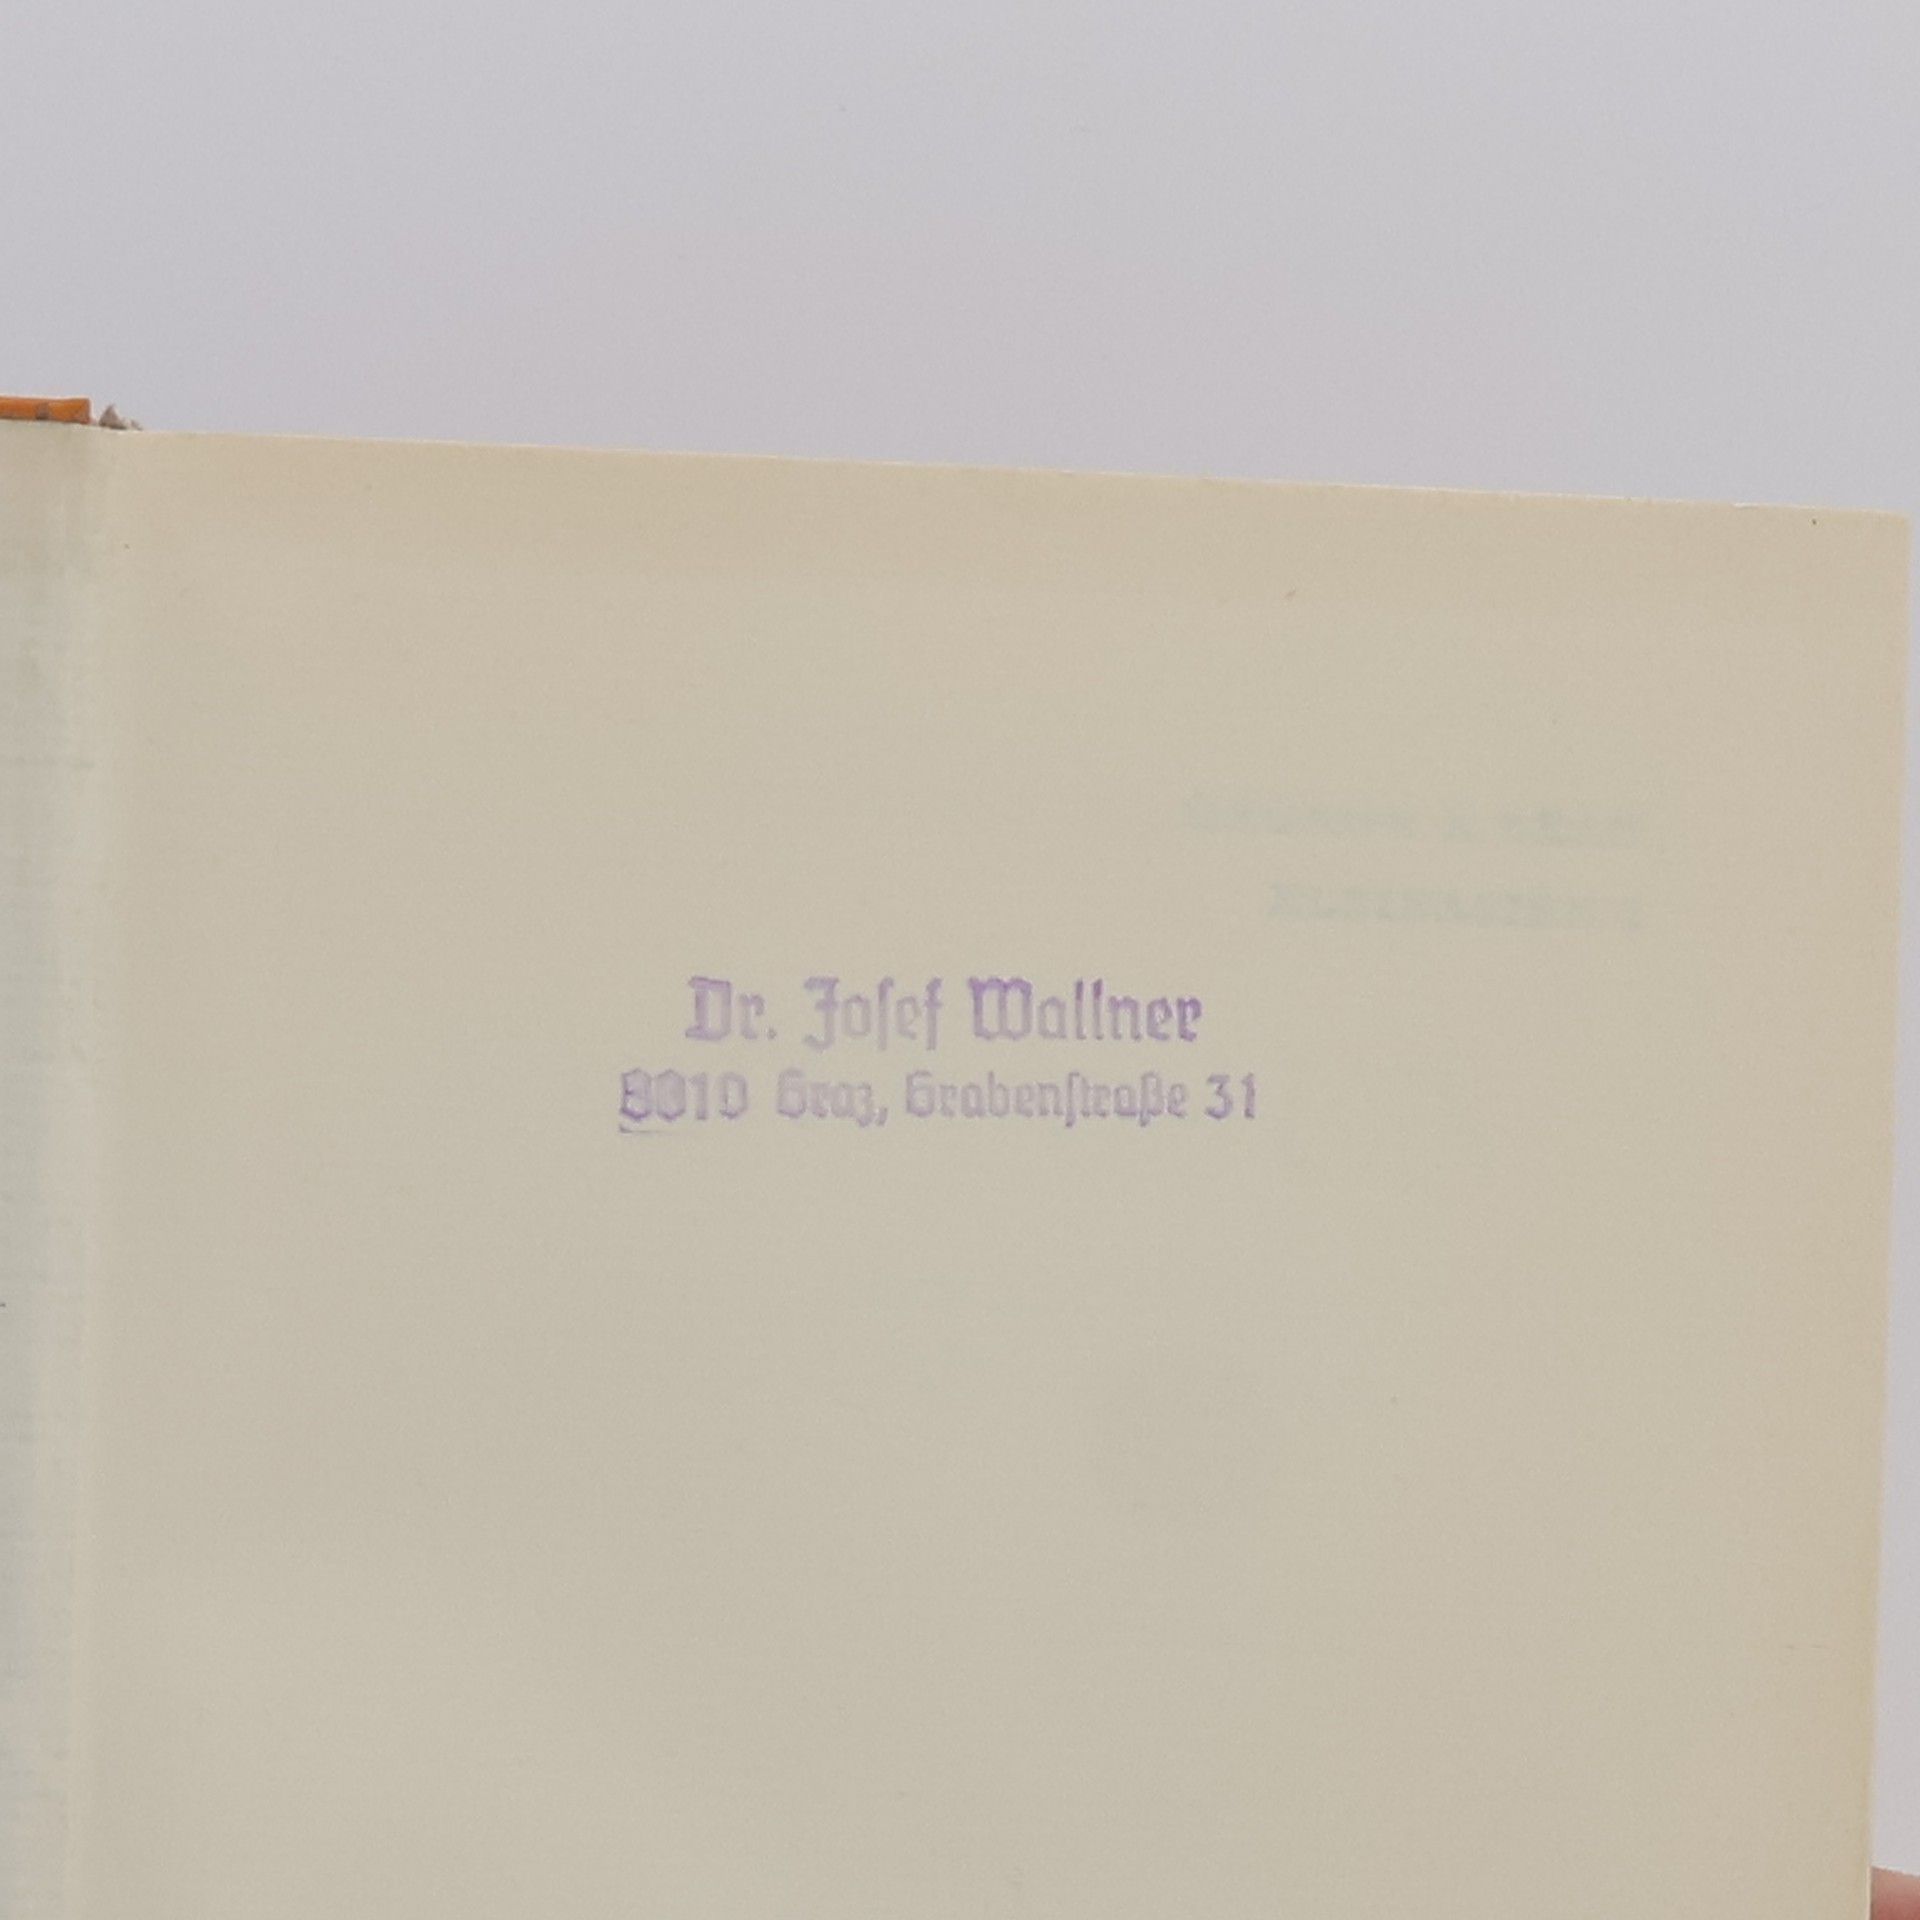 Dr. Joſef Wallner
8010 Graz, Grabenſtraße 31